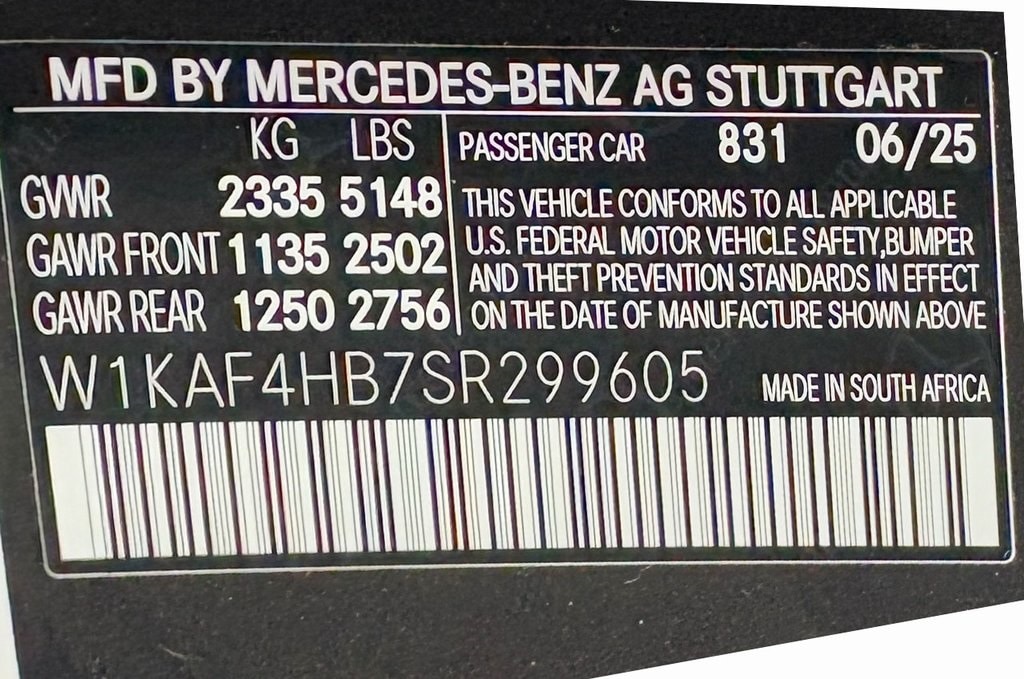 MFD BY MERCEDES-BENZ AG STUTTGART
KG LBS
GVWR 2335 5148
GAWR FRONT 1135 2502
GAWR REAR 1250 2756
PASSENGER CAR 831 06/25
THIS VEHICLE CONFORMS TO ALL APPLICABLE
U.S. FEDERAL MOTOR VEHICLE SAFETY,BUMPER
AND THEFT PREVENTION STANDARDS IN EFFECT
ON THE DATE OF MANUFACTURE SHOWN ABOVE
W1KAF4HB7SR299605
MADE IN SOUTH AFRICA